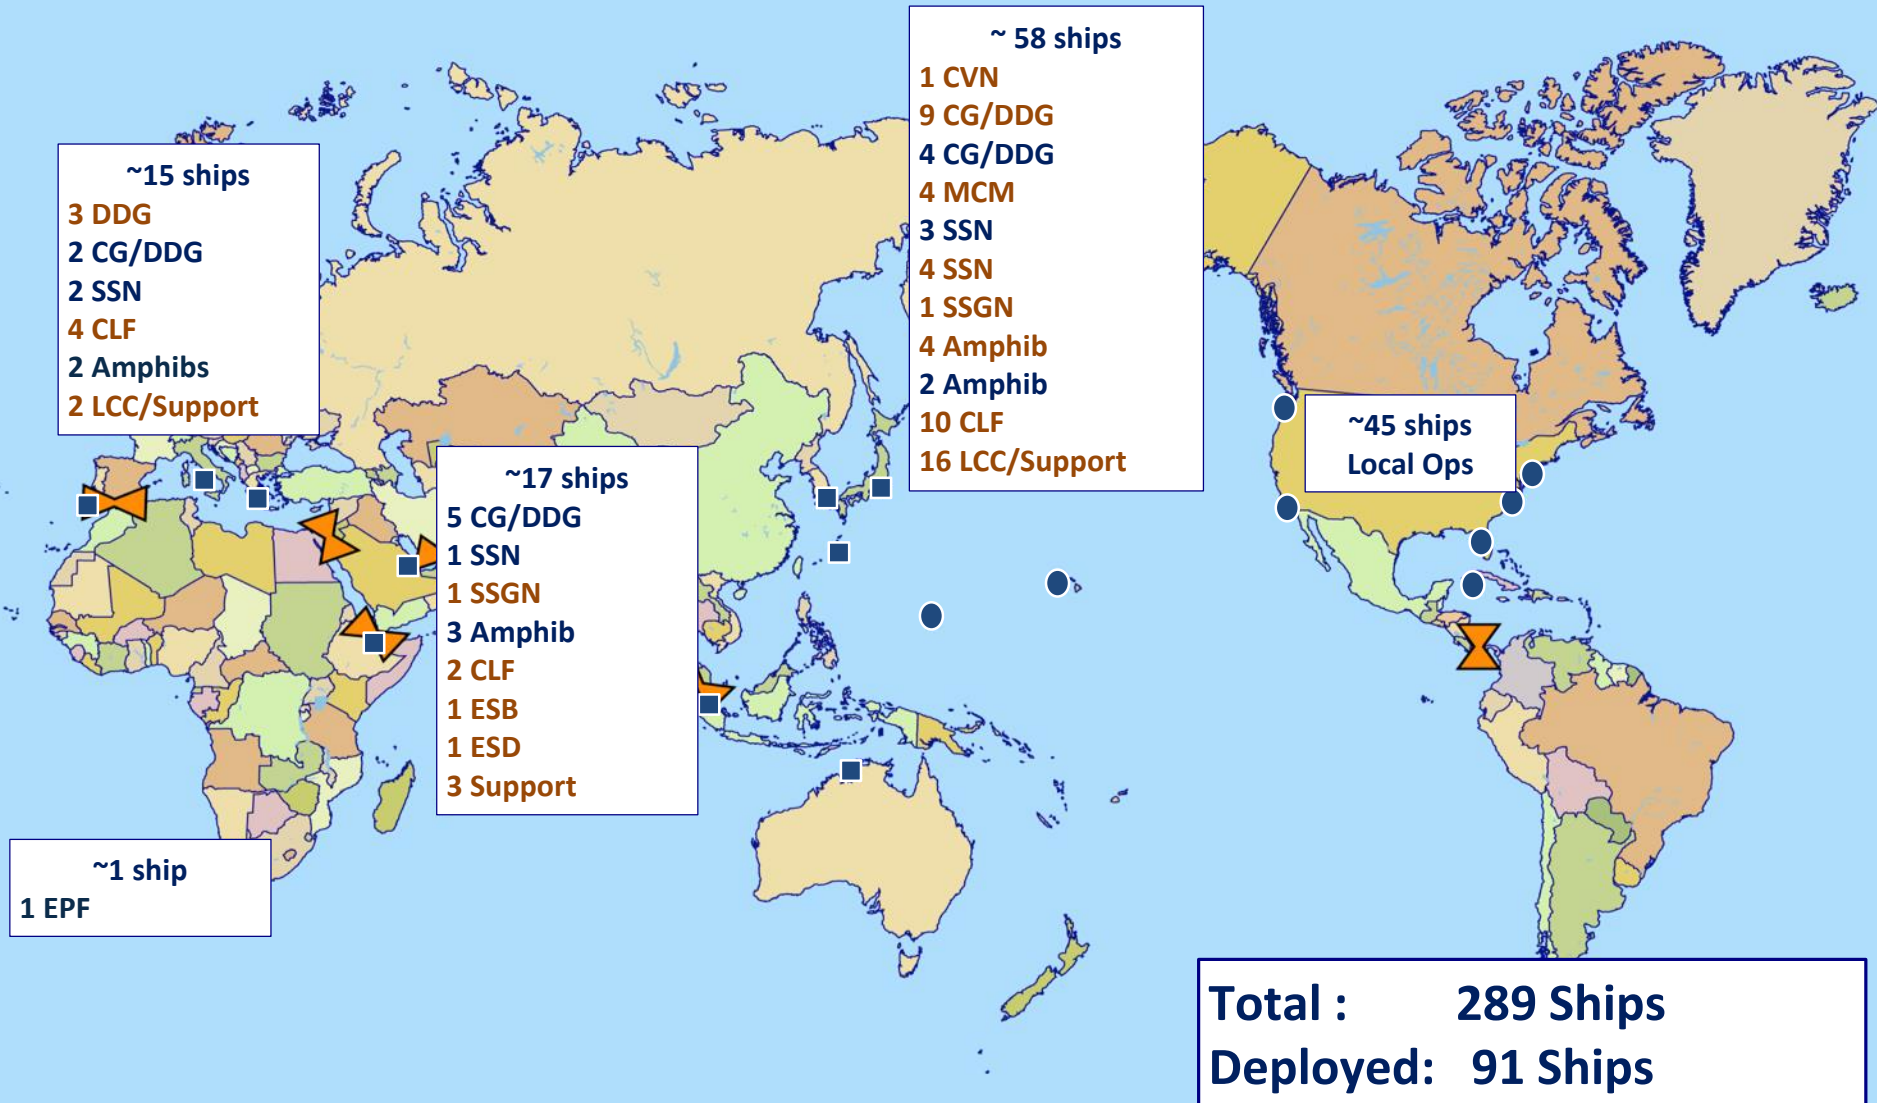 ~15 ships
3 DDG
2 CG/DDG
2 SSN
4 CLF
2 Amphibs
2 LCC/Support
~1 ship
1 EPF
~17 ships
5 CG/DDG
1 SSN
1 SSGN
3 Amphib
2 CLF
1 ESB
1 ESD
3 Support
~ 58 ships
1 CVN
9 CG/DDG
4 CG/DDG
4 MCM
3 SSN
4 SSN
1 SSGN
4 Amphib
2 Amphib
10 CLF
16 LCC/Support
~45 ships
Local Ops
Total : 289 Ships
Deployed: 91 Ships